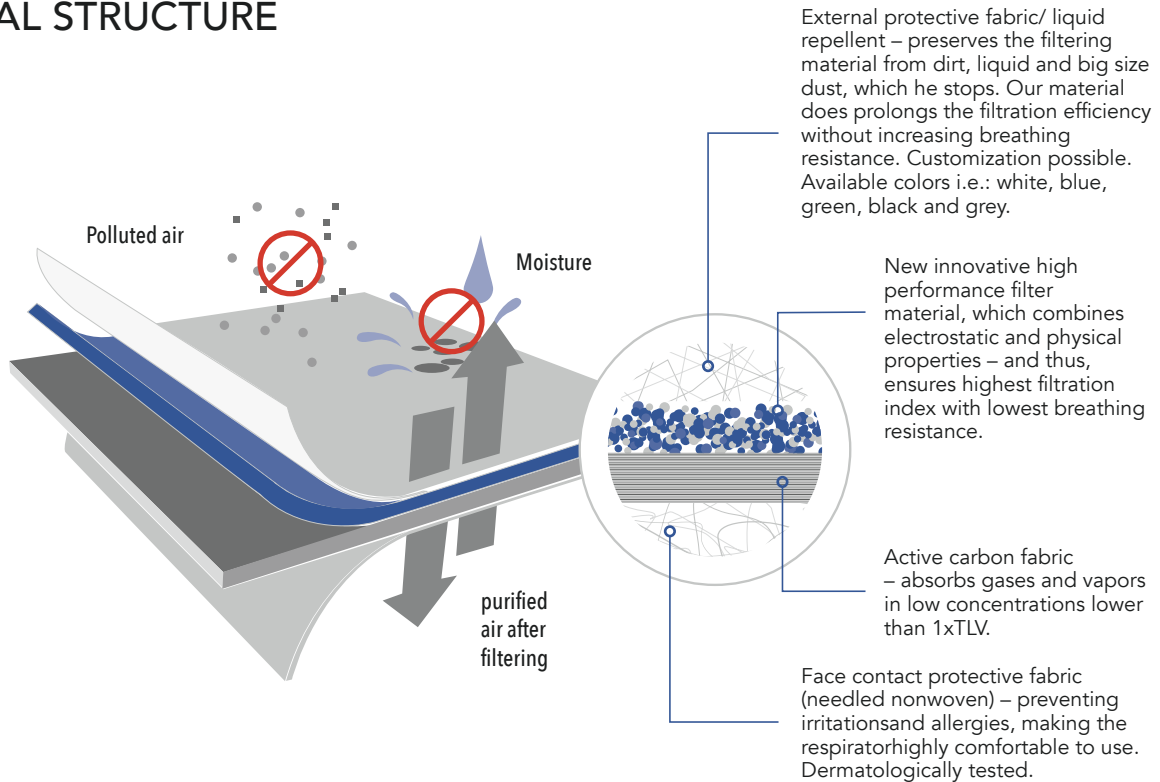 AL STRUCTURE
External protective fabric/ liquid
repellent – preserves the filtering
material from dirt, liquid and big size
dust, which he stops. Our material
does prolongs the filtration efficiency
without increasing breathing
resistance. Customization possible.
Available colors i.e.: white, blue,
green, black and grey.
Polluted air
Moisture
New innovative high
performance filter
material, which combines
electrostatic and physical
properties – and thus,
ensures highest filtration
index with lowest breathing
resistance.
Active carbon fabric
– absorbs gases and vapors
in low concentrations lower
than 1xTLV.
purified
air after
filtering
Face contact protective fabric
(needled nonwoven) – preventing
irritationsand allergies, making the
respiratorhighly comfortable to use.
Dermatologically tested.